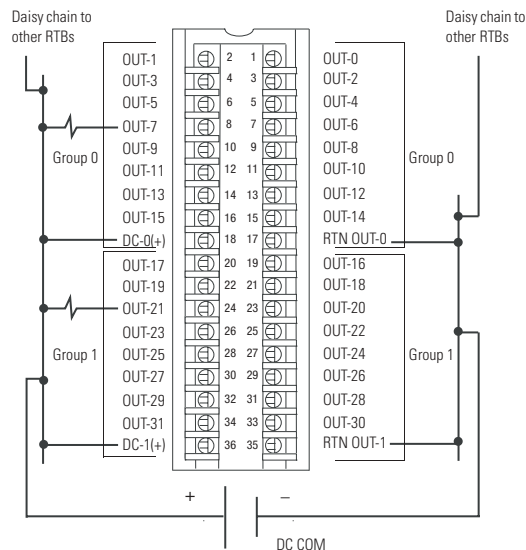 Daisy chain to
other RTBs
Daisy chain to
other RTBs
OUT-1 2 1 OUT-0
OUT-3 4 3 OUT-2
OUT-5 6 5 OUT-4
OUT-7 8 7 OUT-6
OUT-9 10 9 OUT-8
Group 0
Group 0
OUT-11 12 11 OUT-10
OUT-13 14 13 OUT-12
OUT-15 16 15 OUT-14
DC-0(+) 18 17 RTN OUT-0
OUT-17 20 19 OUT-16
OUT-19 22 21 OUT-18
OUT-21 24 23 OUT-20
OUT-23 26 25 OUT-22
Group 1
Group 1
OUT-25 28 27 OUT-24
OUT-27 30 29 OUT-26
OUT-29 32 31 OUT-28
OUT-31 34 33 OUT-30
DC-1(+) 36 35 RTN OUT-1
+ –
DC COM